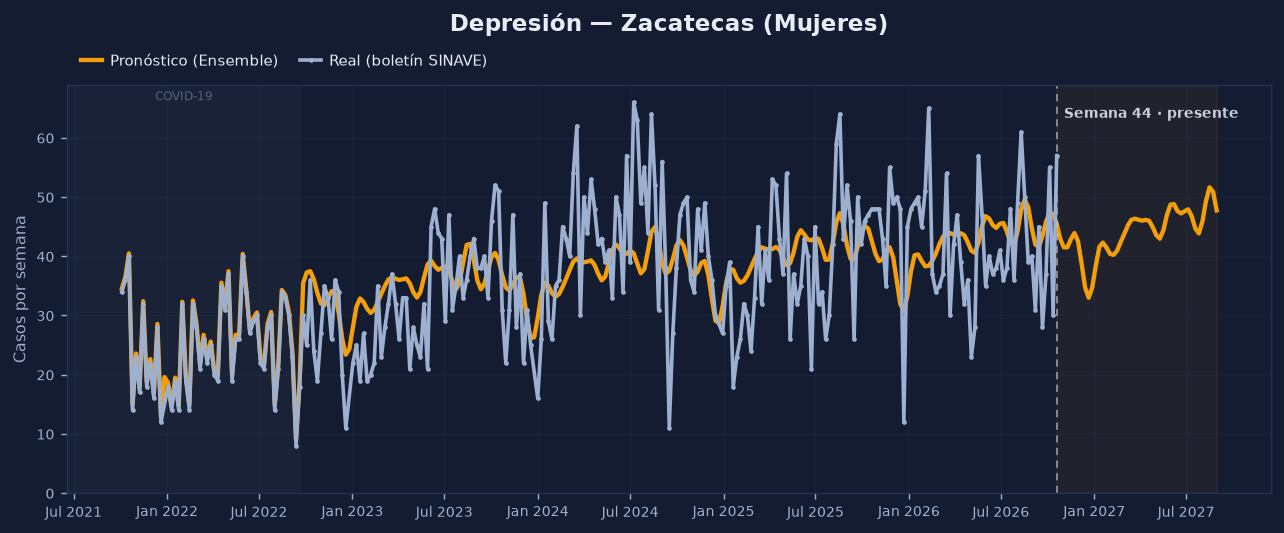 Depresión — Zacatecas (Mujeres)
Pronóstico (Ensemble)
Real (boletín SINAVE)
COVID-19
Semana 44 · presente
Casos por semana
60
50
40
30
20
10
0
Jul 2021
Jan 2022
Jul 2022
Jan 2023
Jul 2023
Jan 2024
Jul 2024
Jan 2025
Jul 2025
Jan 2026
Jul 2026
Jan 2027
Jul 2027